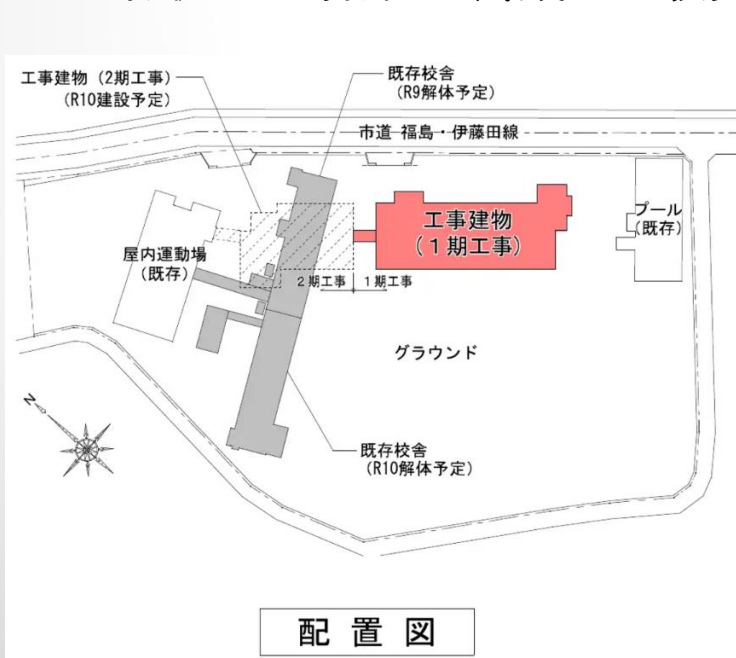 工事建物（2期工事）
（R10建設予定）
既存校舎
（R9解体予定）
市道 福島・伊藤田線
工事建物
（1期工事）
プール
（既存）
屋内運動場
（既存）
2期工事
1期工事
グラウンド
N
既存校舎
（R10解体予定）
配置図